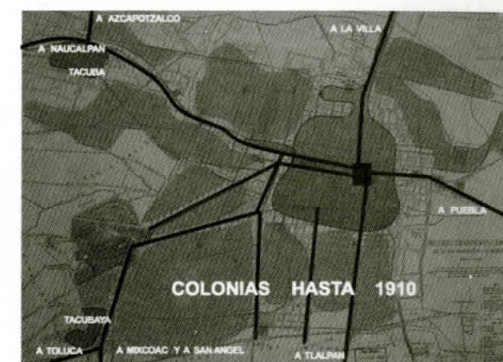 A AZCAPOTZALCO
A LA VILLA
A NAUCALPAN
TACUBA
A PUEBLA
COLONIAS HASTA 1910
TACUBAYA
A TOLUCA
A MIXCOAC Y A SAN ANGEL
A TLALPAN